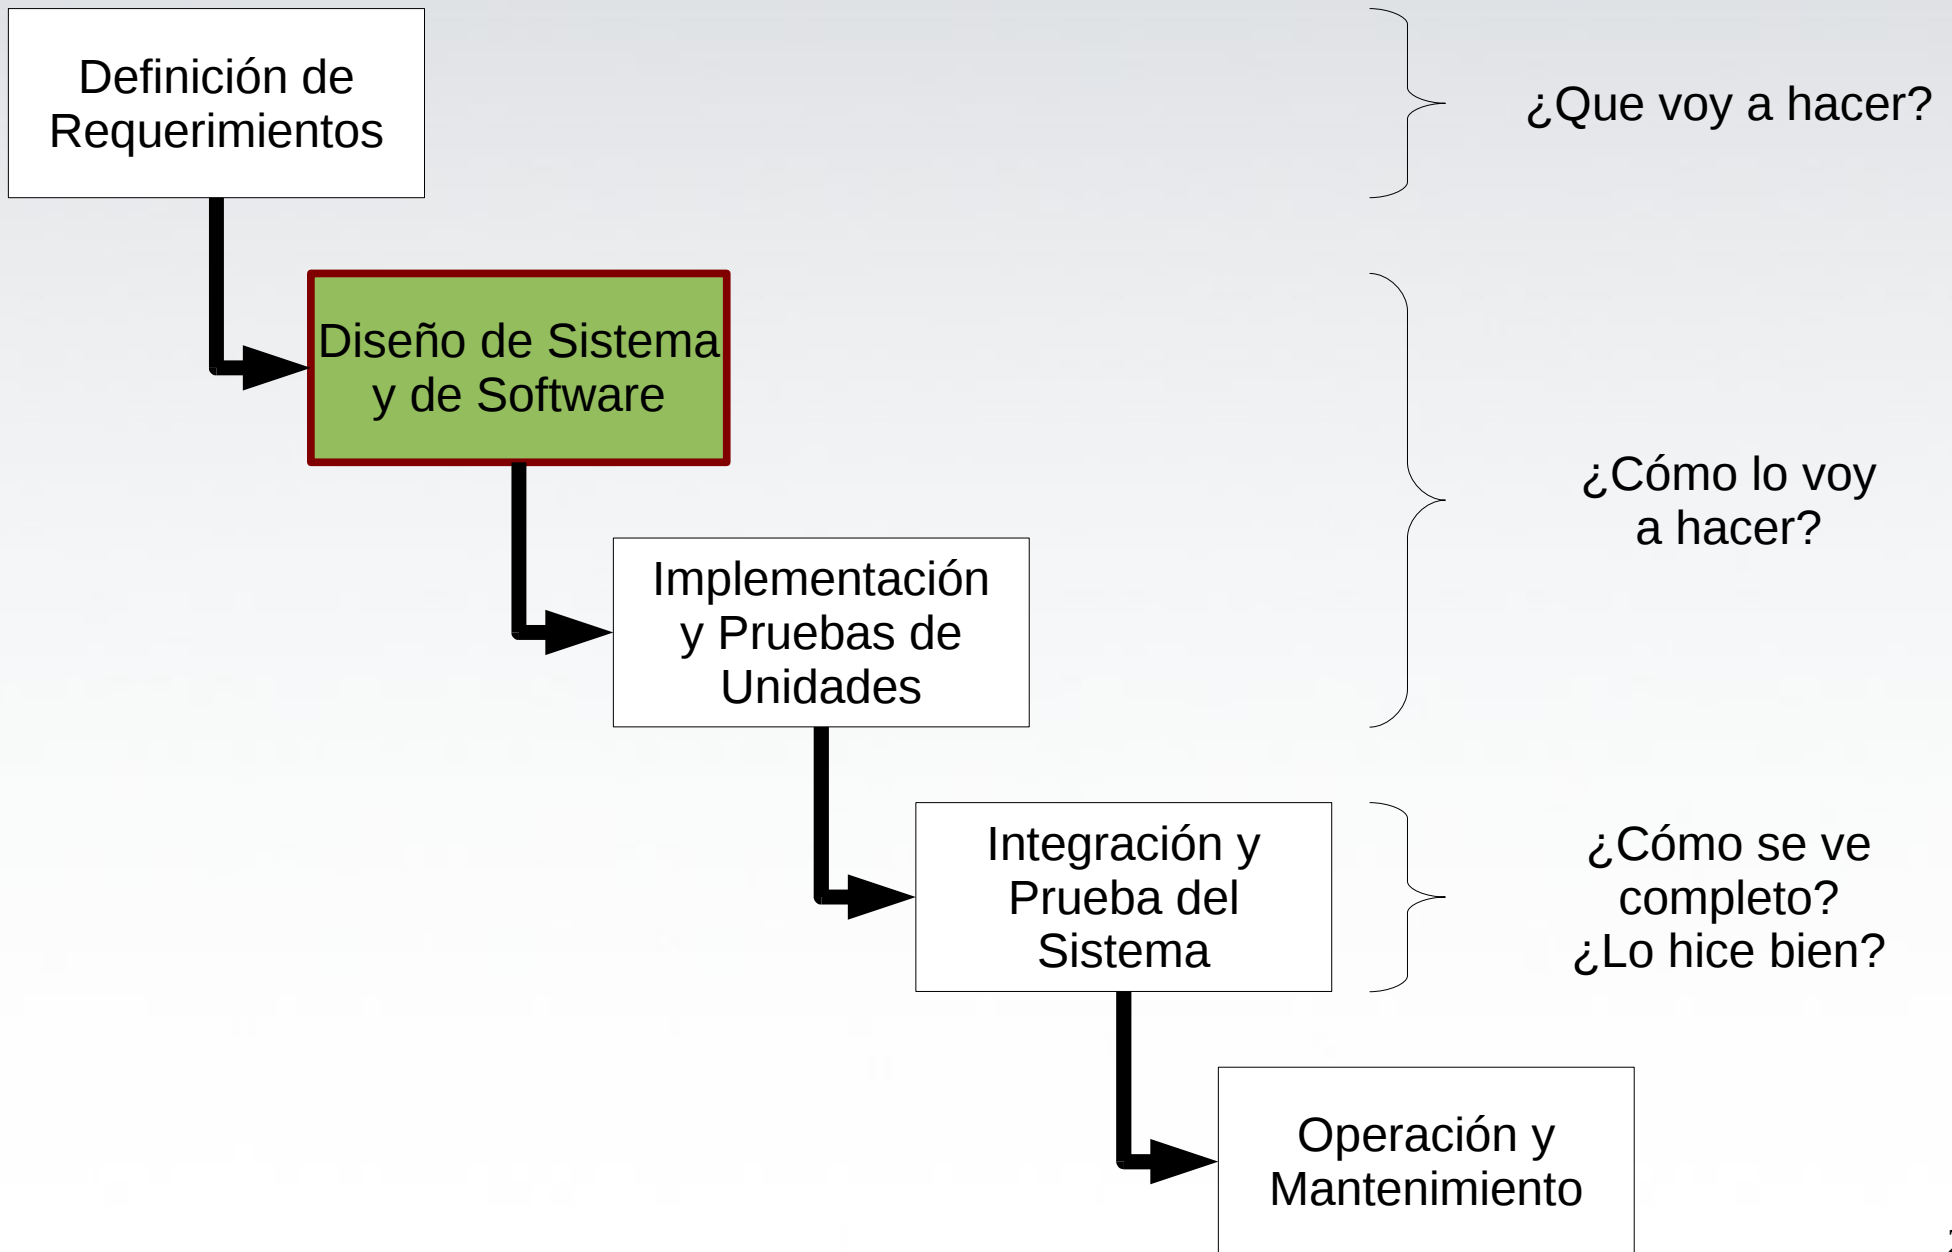 Definición de
Requerimientos
¿Que voy a hacer?
Diseño de Sistema
y de Software
¿Cómo lo voy
a hacer?
Implementación
y Pruebas de
Unidades
Integración y
Prueba del
Sistema
¿Cómo se ve
completo?
¿Lo hice bien?
Operación y
Mantenimiento